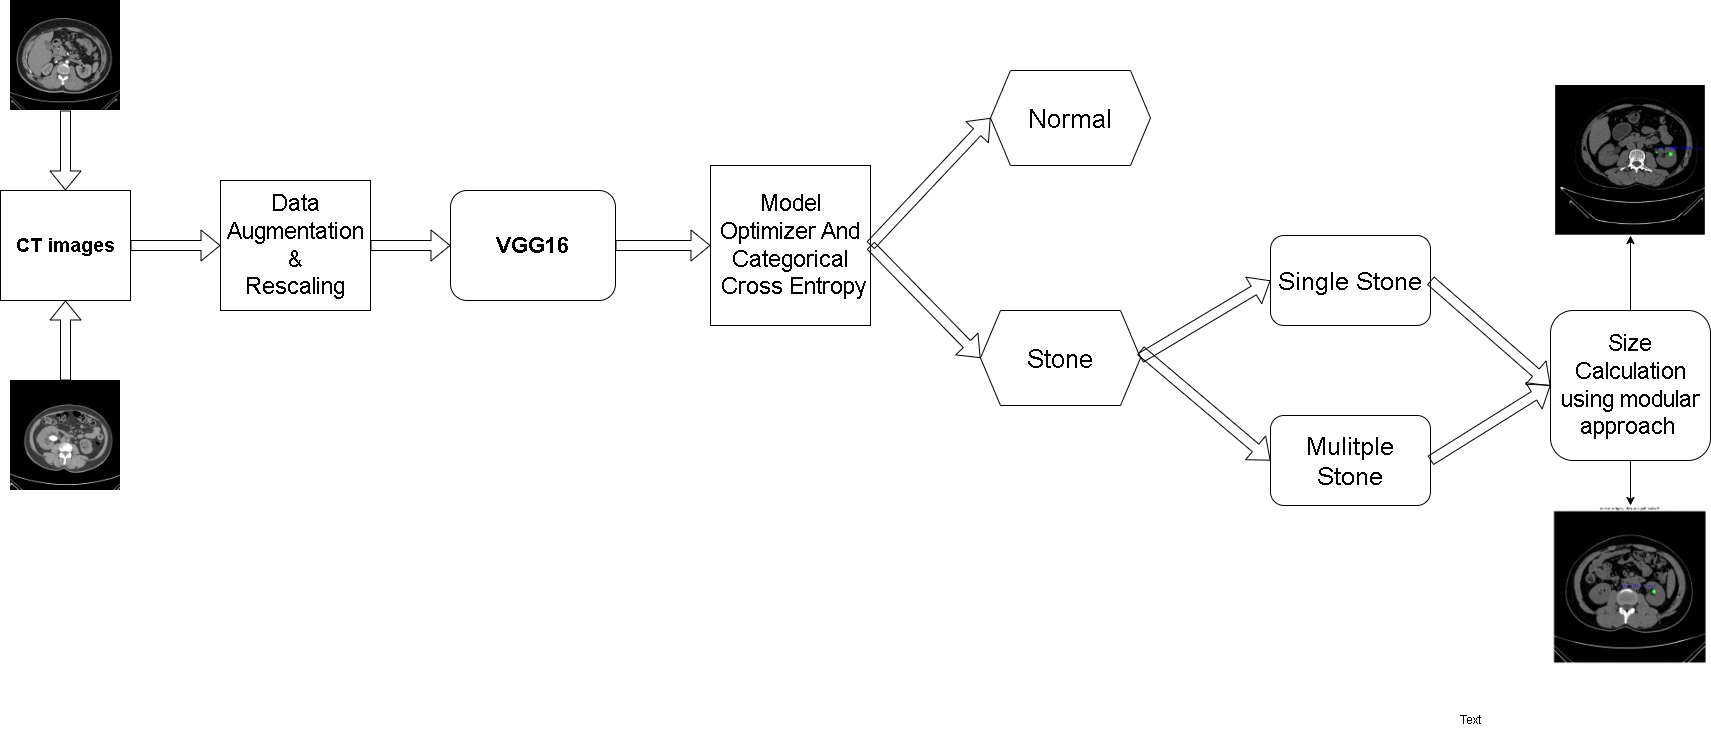 CT images
Data
Augmentation
&
Rescaling
VGG16
Model
Optimizer And
Categorical
Cross Entropy
Normal
Stone
Single Stone
Mulitple
Stone
Size
Calculation
using modular
approach
Text